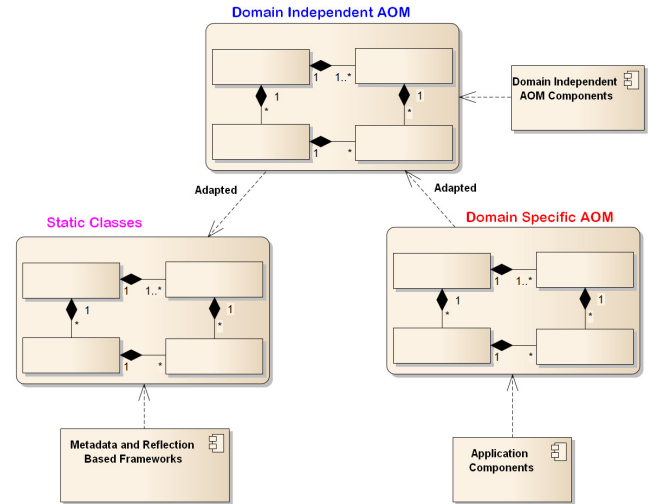 Domain Independent AOM
1
1..*
1
*
1
*
1
*
Domain Independent
AOM Components
Adapted
Adapted
Static Classes
1
1..*
1
*
1
*
1
*
Domain Specific AOM
1
1..*
1
*
1
*
1
*
Metadata and Reflection
Based Frameworks
Application
Components